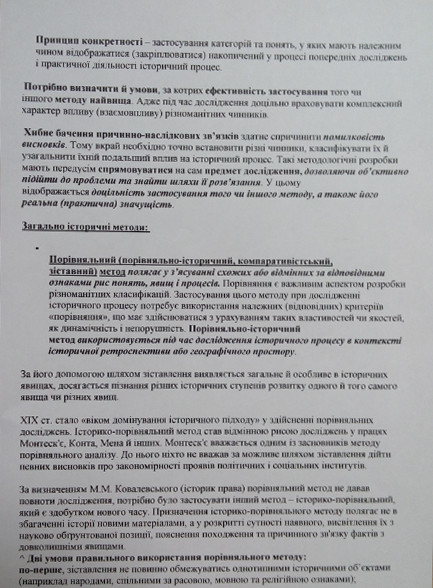 Принцип конкретності – застосування категорій та понять, у яких мають належним
чином відображатися (закріплюватися) накопичений у процесі попередніх досліджень
і практичної діяльності історичний процес.
Потрібно визначити й умови, за котрих ефективність застосування того чи
іншого методу найвища. Адже під час дослідження доцільно враховувати комплексний
характер впливу (взаємовпливу) різноманітних чинників.
Хибне бачення причинно-наслідкових зв'язків здатне спричинити помилковість
висновків. Тому вкрай необхідно точно встановити різні чинники, класифікувати їх й
узагальнити їхній подальший вплив на історичний процес. Такі методологічні розробки
мають передусім спрямовуватися на сам предмет дослідження, дозволяючи об'єктивно
підійти до проблеми та знайти шляхи її розв'язання. У цьому
відображається доцільність застосування того чи іншого методу, а також його
реальна (практична) значущість.
Загально історичні методи:
•
Порівняльний (порівняльно-історичний, компаративістський,
зіставний) метод полягає у з'ясуванні схожих або відмінних за відповідними
ознаками рис понять, явищ і процесів. Порівняння є важливим аспектом розробки
різноманітних класифікацій. Застосування цього методу при дослідженні
історичного процесу потребує використання належних (відповідних) критеріїв
«порівняння», що має здійснюватися з урахуванням таких властивостей чи якостей,
як динамічність і непорушність. Порівняльно-історичний
метод використовується під час дослідження історичного процесу в контексті
історичної ретроспективи або географічного простору.
За його допомогою шляхом зіставлення виявляється загальне й особливе в історичних
явищах, досягається пізнання різних історичних ступенів розвитку одного й того самого
явища чи різних явищ.
XIX ст. стало «віком домінування історичного підходу» у здійсненні порівняльних
досліджень. Історико-порівняльний метод став відмінною рисою досліджень у працях
Монтеск'є, Конта, Мена й інших. Монтеск'є вважається одним із засновників методу
порівняльного аналізу. До нього ніхто не вважав за можливе шляхом зіставлення дійти
певних висновків про закономірності проявів політичних і соціальних інститутів.
За визначенням М.М. Ковалевського (історик права) порівняльний метод не давав
повноти дослідження, потрібно було застосувати інший метод – історико-порівняльний,
який є здобутком нового часу. Призначення історико-порівняльного методу полягає не в
збагаченні історії новими матеріалами, а у розкритті сутності наявного, висвітлення їх з
науково обґрунтованої позиції, пояснення походження та причинного зв'язку фактів з
довколишніми явищами.
^ Дві умови правильного використання порівняльного методу:
по-перше, зіставлення не повинно обмежуватись однотипними історичними об`єктами
(наприклад народами, спільними за расовою, мовною та релігійною ознаками);